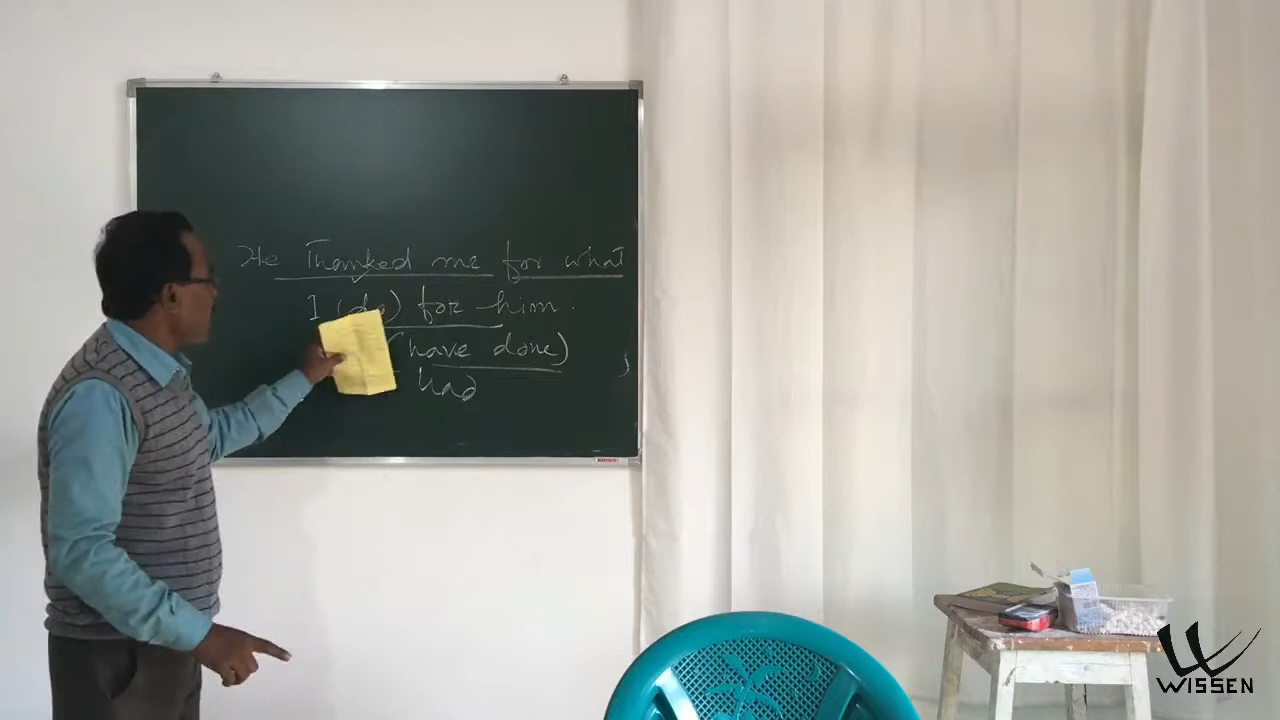 He Thanked me for what
I (do) for him.
(have done)
had
WISSEN